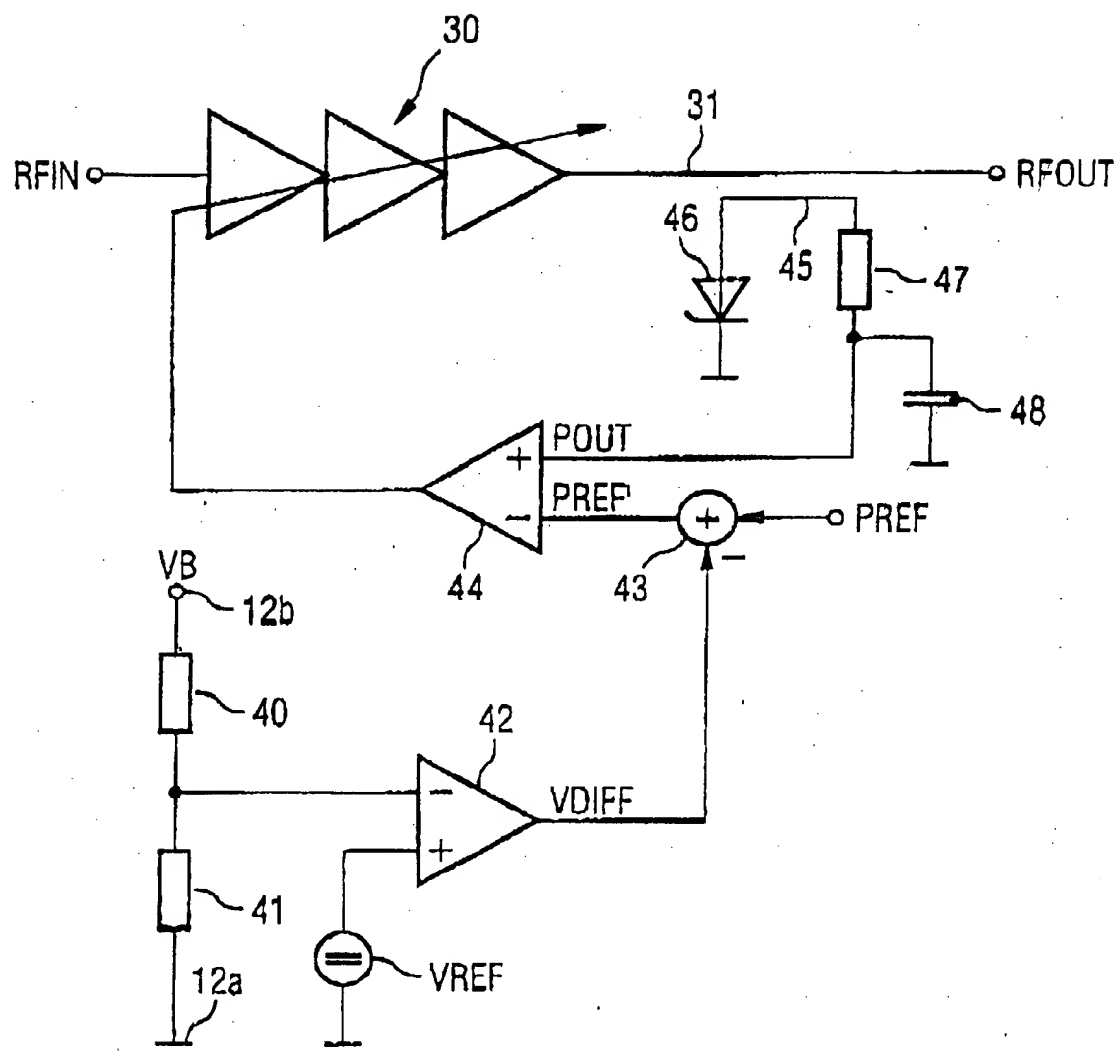 30
31
RFIN
RFOUT
46
45
47
48
+
POUT
PREF'
−
+
PREF
−
44
43
VB
12b
40
42
−
VDIFF
+
41
VREF
12a